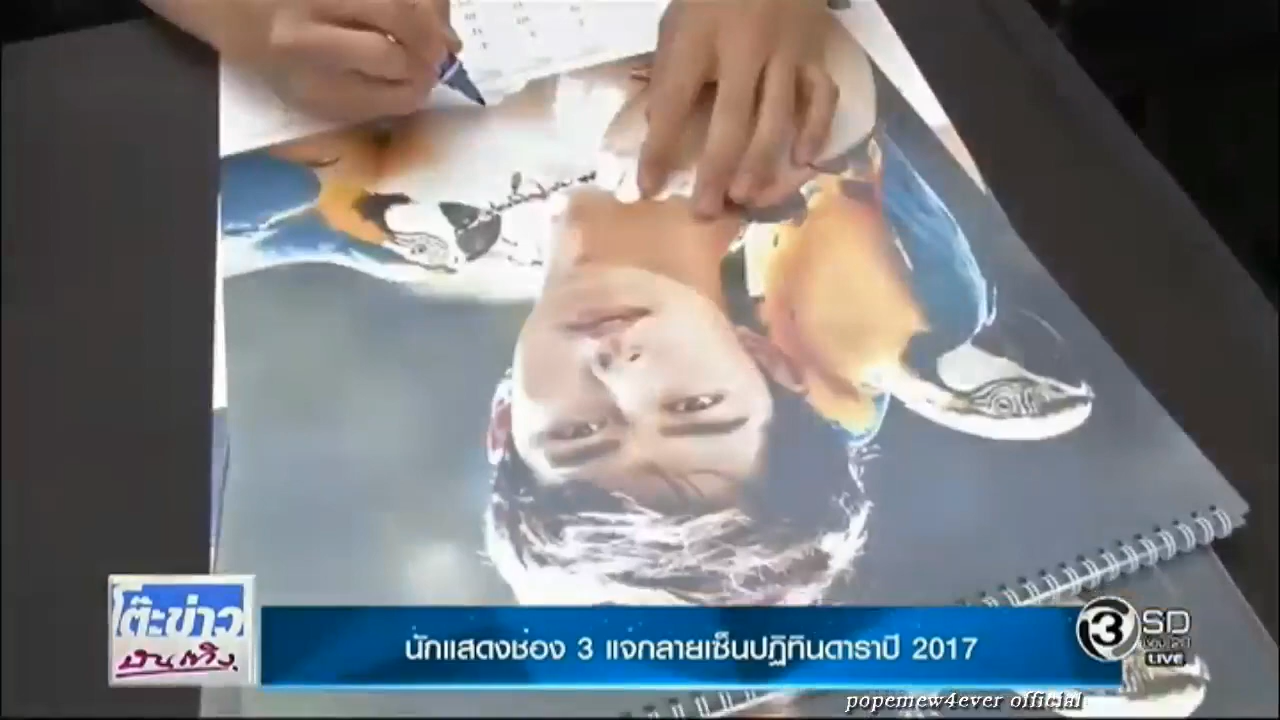 โต๊ะข่าว
บันเทิง
นักแสดงช่อง 3 แจกลายเซ็นปฏิทินดาราปี 2017
3 SD
LIVE
popemew4ever official